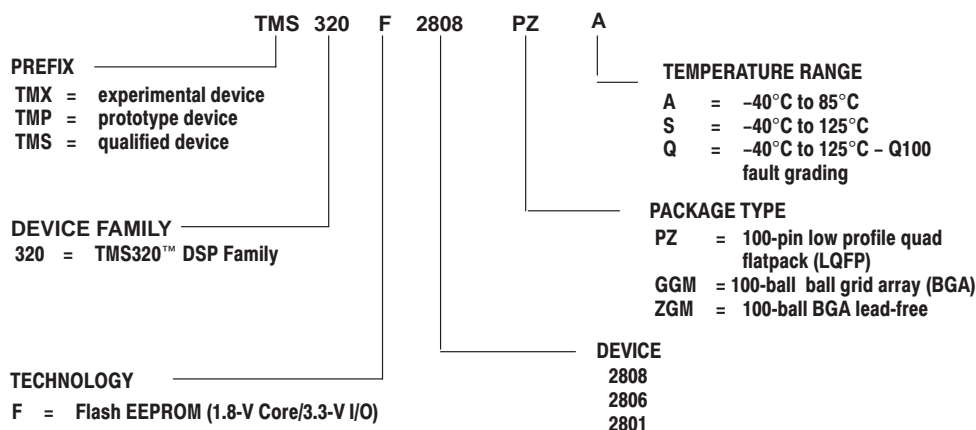 TMS 320 F 2808 PZ A
PREFIX
TMX = experimental device
TMP = prototype device
TMS = qualified device
TEMPERATURE RANGE
A = −40°C to 85°C
S = −40°C to 125°C
Q = −40°C to 125°C − Q100
fault grading
DEVICE FAMILY
320 = TMS320™ DSP Family
PACKAGE TYPE
PZ = 100-pin low profile quad
flatpack (LQFP)
GGM = 100-ball ball grid array (BGA)
ZGM = 100-ball BGA lead-free
TECHNOLOGY
F = Flash EEPROM (1.8-V Core/3.3-V I/O)
DEVICE
2808
2806
2801